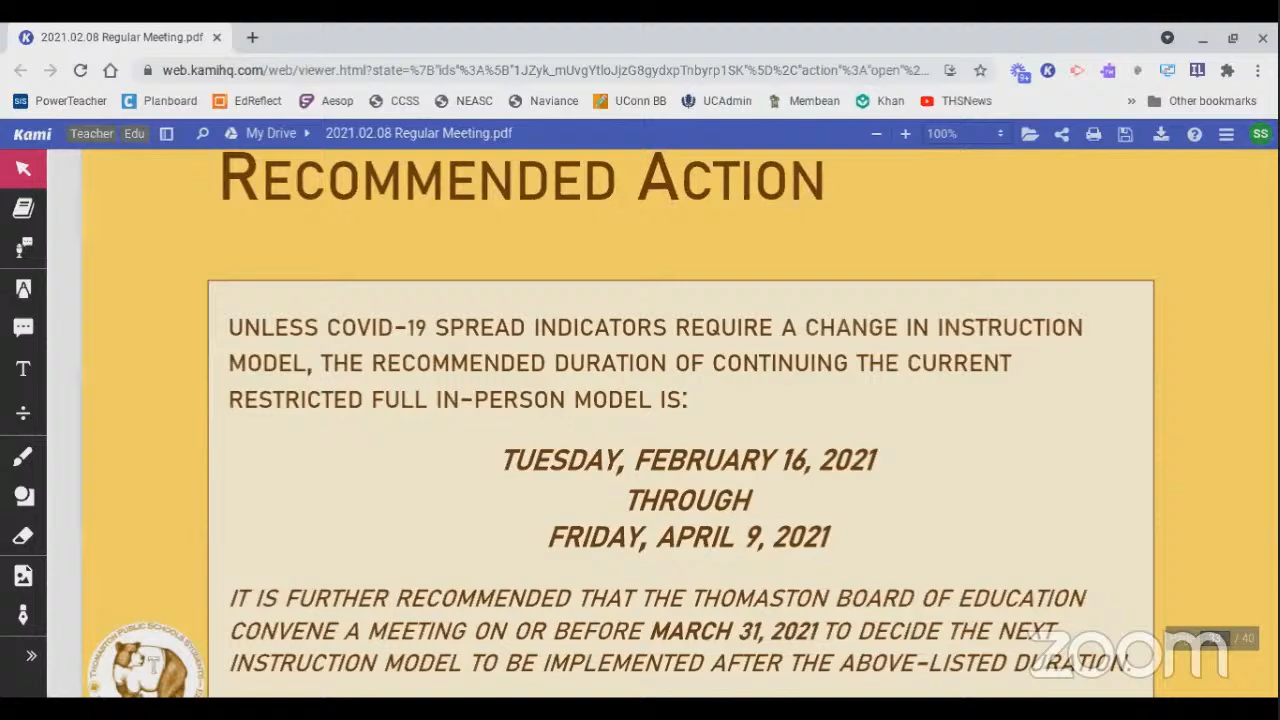 2021.02.08 Regular Meeting.pdf
web.kamihq.com/web/viewer.html?state=%7B"ids"%3A%5B"1JZyk_mUvgYtloJjzG8gydxpTnbyrp1SK"%5D%2C"action"%3A"open"%2...
PowerTeacher Planboard EdReflect Aesop CCSS NEASC Naviance UConn BB UCAdmin Membean Khan THSNews » Other bookmarks
Kami Teacher Edu My Drive 2021.02.08 Regular Meeting.pdf 100% SS
RECOMMENDED ACTION
UNLESS COVID-19 SPREAD INDICATORS REQUIRE A CHANGE IN INSTRUCTION
MODEL, THE RECOMMENDED DURATION OF CONTINUING THE CURRENT
RESTRICTED FULL IN-PERSON MODEL IS:
TUESDAY, FEBRUARY 16, 2021
THROUGH
FRIDAY, APRIL 9, 2021
IT IS FURTHER RECOMMENDED THAT THE THOMASTON BOARD OF EDUCATION
CONVENE A MEETING ON OR BEFORE MARCH 31, 2021 TO DECIDE THE NEXT
INSTRUCTION MODEL TO BE IMPLEMENTED AFTER THE ABOVE-LISTED DURATION.
THOMASTON PUBLIC SCHOOLS
zoom
/ 40